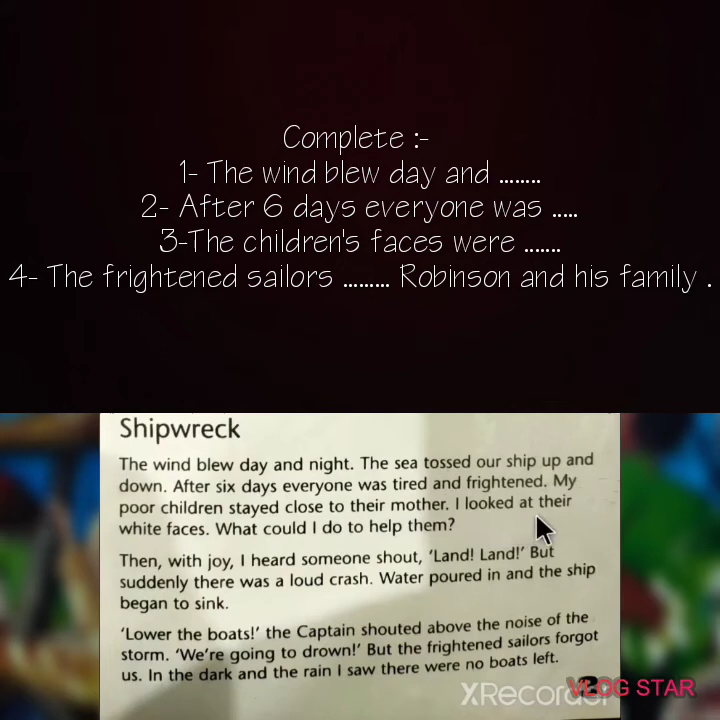 Complete :-
1- The wind blew day and ........
2- After 6 days everyone was .....
3-The children's faces were .......
4- The frightened sailors ......... Robinson and his family .
Shipwreck
The wind blew day and night. The sea tossed our ship up and
down. After six days everyone was tired and frightened. My
poor children stayed close to their mother. I looked at their
white faces. What could I do to help them?
Then, with joy, I heard someone shout, 'Land! Land!' But
suddenly there was a loud crash. Water poured in and the ship
began to sink.
'Lower the boats!' the Captain shouted above the noise of the
storm. 'We're going to drown!' But the frightened sailors forgot
us. In the dark and the rain I saw there were no boats left.
XRecorder
VLOG STAR